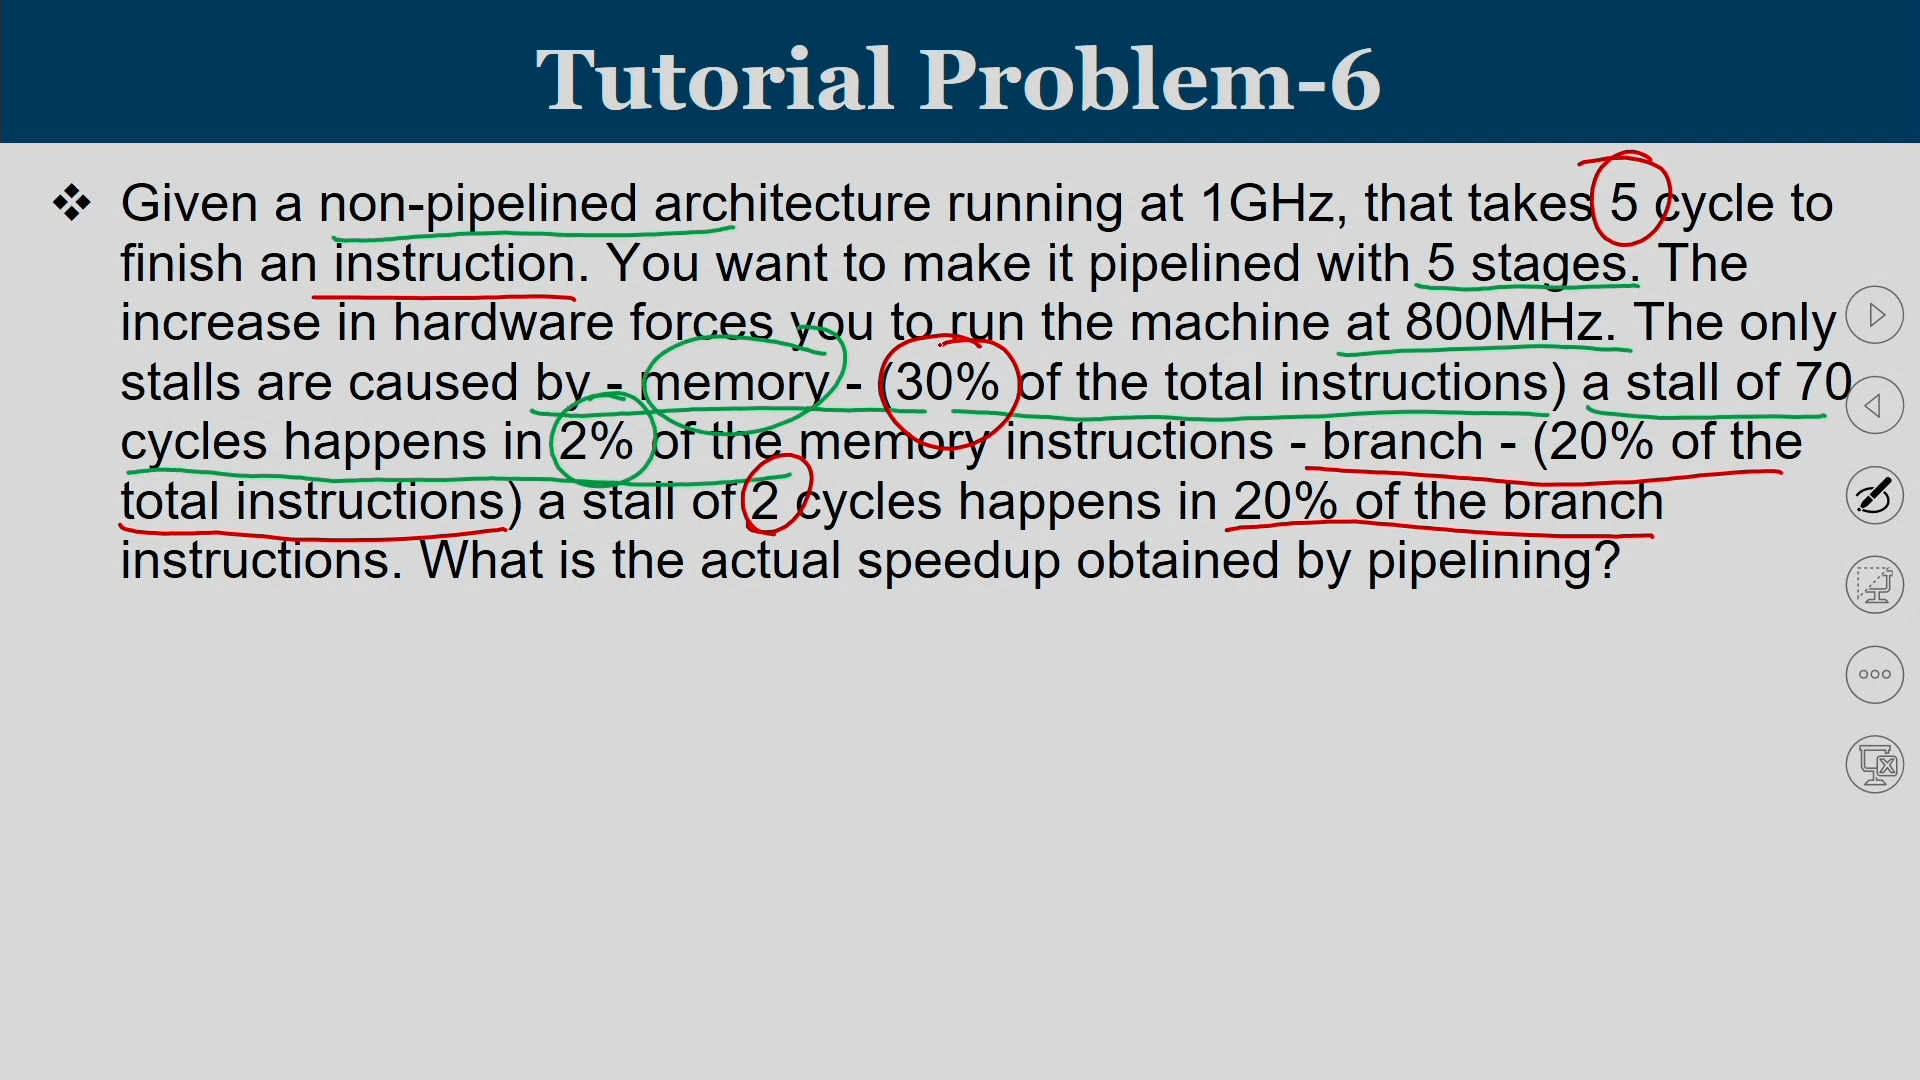 Tutorial Problem-6
❖ Given a non-pipelined architecture running at 1GHz, that takes 5 cycle to
finish an instruction. You want to make it pipelined with 5 stages. The
increase in hardware forces you to run the machine at 800MHz. The only
stalls are caused by - memory - (30% of the total instructions) a stall of 70
cycles happens in 2% of the memory instructions - branch - (20% of the
total instructions) a stall of 2 cycles happens in 20% of the branch
instructions. What is the actual speedup obtained by pipelining?